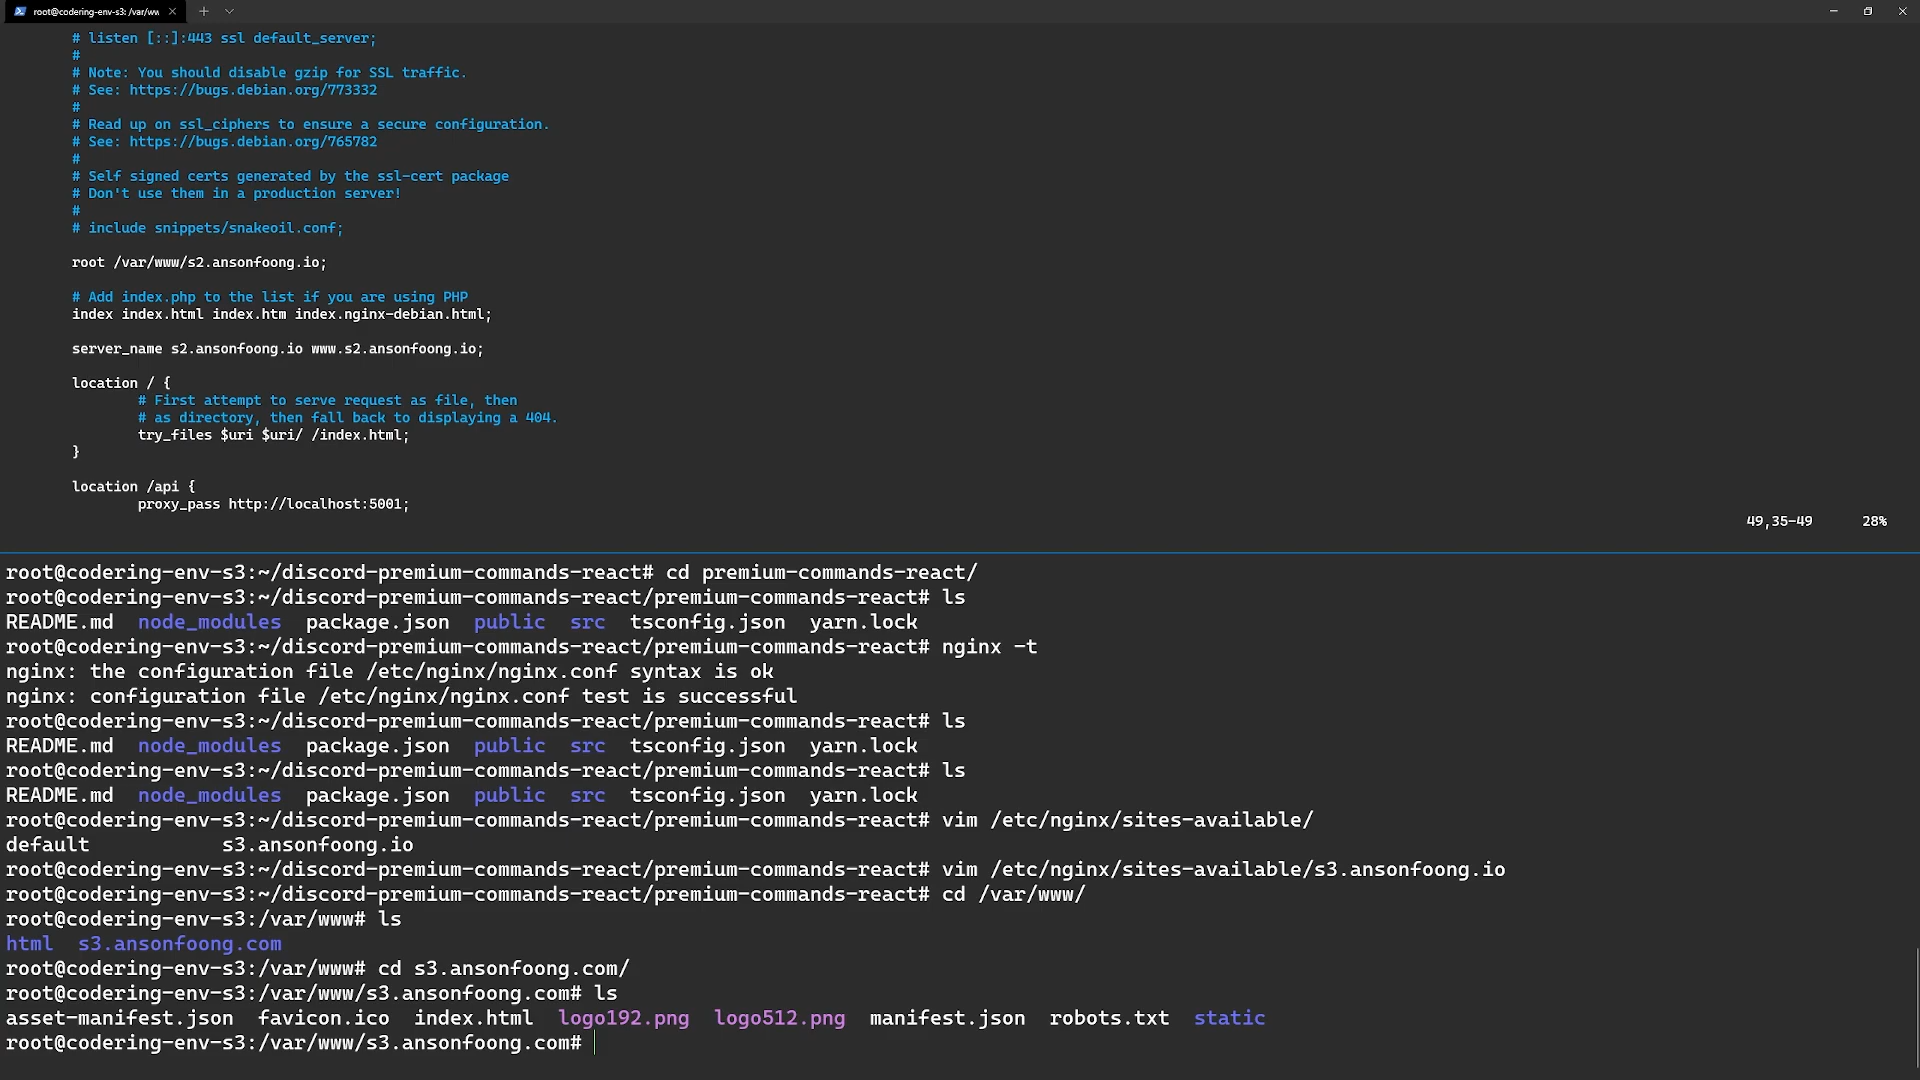 root@codering-env-s3: /var/ww
# listen [::]:443 ssl default_server;
#
# Note: You should disable gzip for SSL traffic.
# See: https://bugs.debian.org/773332
#
# Read up on ssl_ciphers to ensure a secure configuration.
# See: https://bugs.debian.org/765782
#
# Self signed certs generated by the ssl-cert package
# Don't use them in a production server!
#
# include snippets/snakeoil.conf;
root /var/www/s2.ansonfoong.io;
# Add index.php to the list if you are using PHP
index index.html index.htm index.nginx-debian.html;
server_name s2.ansonfoong.io www.s2.ansonfoong.io;
location / {
# First attempt to serve request as file, then
# as directory, then fall back to displaying a 404.
try_files $uri $uri/ /index.html;
}
location /api {
proxy_pass http://localhost:5001;
49,35-49 28%
root@codering-env-s3:~/discord-premium-commands-react# cd premium-commands-react/
root@codering-env-s3:~/discord-premium-commands-react/premium-commands-react# ls
README.md node_modules package.json public src tsconfig.json yarn.lock
root@codering-env-s3:~/discord-premium-commands-react/premium-commands-react# nginx -t
nginx: the configuration file /etc/nginx/nginx.conf syntax is ok
nginx: configuration file /etc/nginx/nginx.conf test is successful
root@codering-env-s3:~/discord-premium-commands-react/premium-commands-react# ls
README.md node_modules package.json public src tsconfig.json yarn.lock
root@codering-env-s3:~/discord-premium-commands-react/premium-commands-react# ls
README.md node_modules package.json public src tsconfig.json yarn.lock
root@codering-env-s3:~/discord-premium-commands-react/premium-commands-react# vim /etc/nginx/sites-available/
default s3.ansonfoong.io
root@codering-env-s3:~/discord-premium-commands-react/premium-commands-react# vim /etc/nginx/sites-available/s3.ansonfoong.io
root@codering-env-s3:~/discord-premium-commands-react/premium-commands-react# cd /var/www/
root@codering-env-s3:/var/www# ls
html s3.ansonfoong.com
root@codering-env-s3:/var/www# cd s3.ansonfoong.com/
root@codering-env-s3:/var/www/s3.ansonfoong.com# ls
asset-manifest.json favicon.ico index.html logo192.png logo512.png manifest.json robots.txt static
root@codering-env-s3:/var/www/s3.ansonfoong.com#